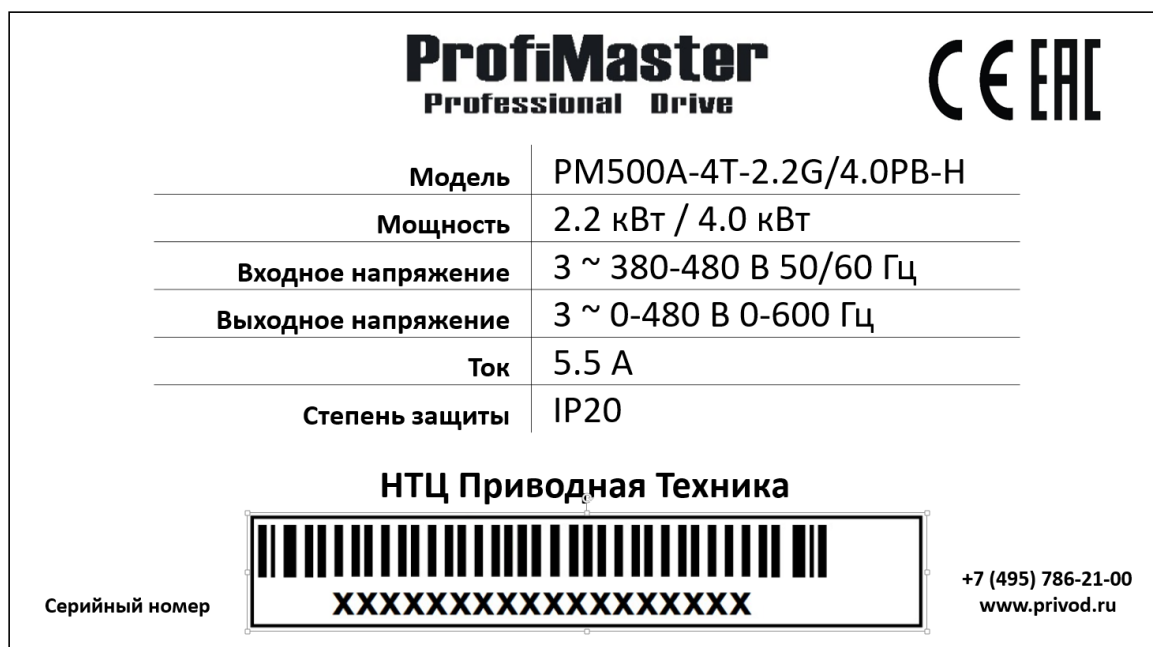 ProfiMaster
Professional Drive
CE EAC
Модель PM500A-4T-2.2G/4.0PB-H
Мощность 2.2 кВт / 4.0 кВт
Входное напряжение 3 ~ 380-480 В 50/60 Гц
Выходное напряжение 3 ~ 0-480 В 0-600 Гц
Ток 5.5 А
Степень защиты IP20
НТЦ Приводная Техника
Серийный номер XXXXXXXXXXXXXXXXXX
+7 (495) 786-21-00
www.privod.ru